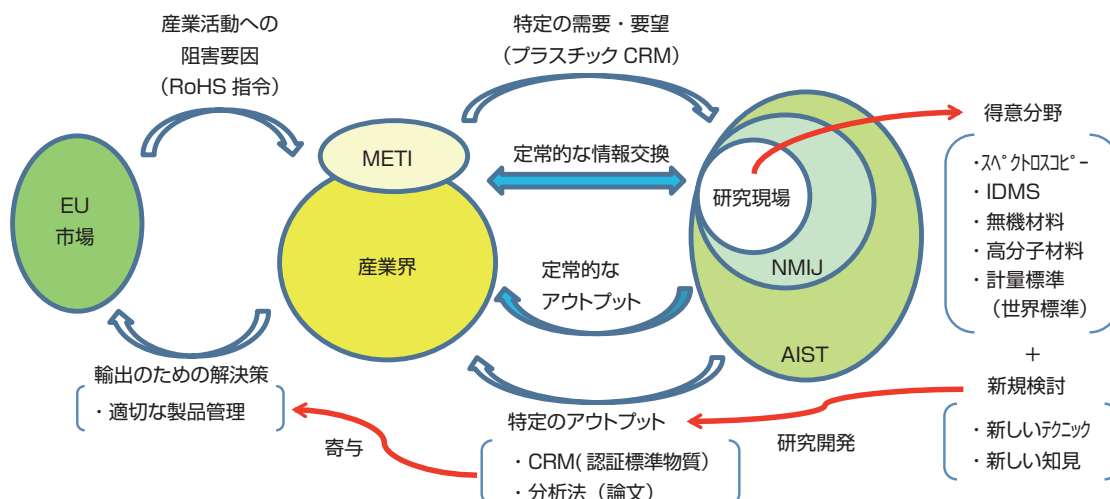 産業活動への
阻害要因
（RoHS 指令）
特定の需要・要望
（プラスチック CRM）
METI
定常的な情報交換
研究現場
得意分野
・スペクトロスコピー
・IDMS
・無機材料
・高分子材料
・計量標準
（世界標準）
EU
市場
産業界
定常的な
アウトプット
NMIJ
AIST
+
新規検討
・新しいテクニック
・新しい知見
輸出のための解決策
・適切な製品管理
寄与
特定のアウトプット
・CRM( 認証標準物質）
・分析法（論文）
研究開発